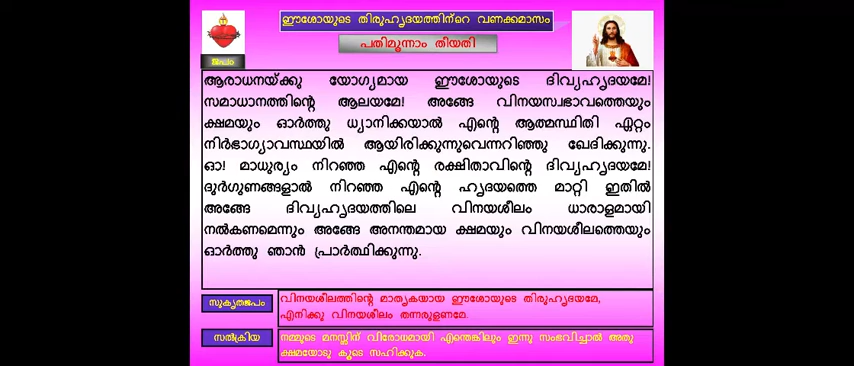 ഈശോയുടെ തിരുഹൃദയത്തിന്റെ വണക്കമാസം
പതിമൂന്നാം തിയതി
ജപം
ആരാധനയ്ക്കു യോഗ്യമായ ഈശോയുടെ ദിവ്യഹൃദയമേ!
സമാധാനത്തിന്റെ ആലയമേ! അങ്ങേ വിനയസ്വഭാവത്തെയും
ക്ഷമയും ഓർത്തു ധ്യാനിക്കയാൽ എന്റെ ആത്മസ്ഥിതി ഏറ്റം
നിർഭാഗ്യാവസ്ഥയിൽ ആയിരിക്കുന്നുവെന്നറിഞ്ഞു ഖേദിക്കുന്നു.
ഓ! മാധുര്യം നിറഞ്ഞ എന്റെ രക്ഷിതാവിന്റെ ദിവ്യഹൃദയമേ!
ദുർഗുണങ്ങളാൽ നിറഞ്ഞ എന്റെ ഹൃദയത്തെ മാറ്റി ഇതിൽ
അങ്ങേ ദിവ്യഹൃദയത്തിലെ വിനയശീലം ധാരാളമായി
നൽകണമെന്നും അങ്ങേ അനന്തമായ ക്ഷമയും വിനയശീലത്തെയും
ഓർത്തു ഞാൻ പ്രാർത്ഥിക്കുന്നു.
സുകൃതജപം
വിനയശീലത്തിന്റെ മാതൃകയായ ഈശോയുടെ തിരുഹൃദയമേ,
എനിക്കു വിനയശീലം തന്നരുളണമേ.
സൽക്രിയ
നമ്മുടെ മനസ്സിന് വിരോധമായി എന്തെങ്കിലും ഇന്നു സംഭവിച്ചാൽ അതു
ക്ഷമയോടു കൂടെ സഹിക്കുക.